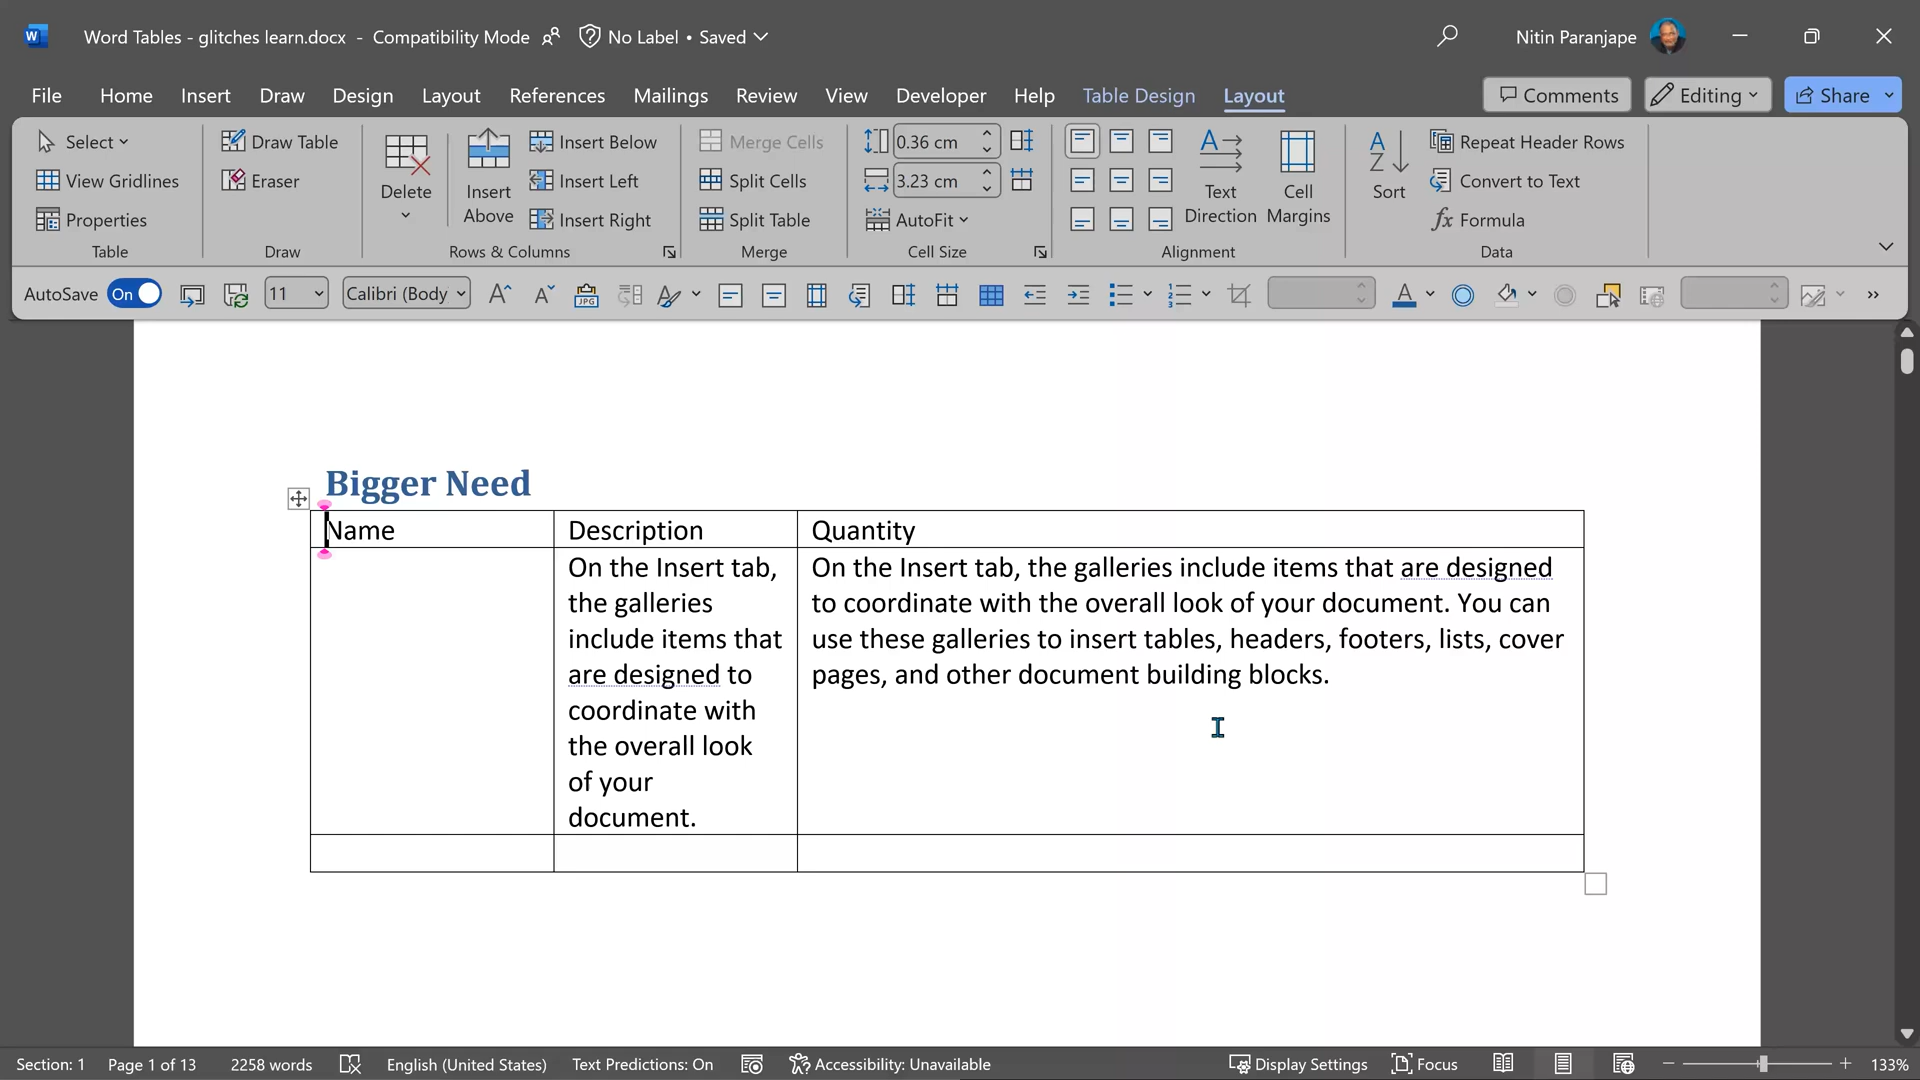 W
Word Tables - glitches learn.docx - Compatibility Mode No Label • Saved
Nitin Paranjape
File Home Insert Draw Design Layout References Mailings Review View Developer Help Table Design Layout
Comments Editing Share
Select
View Gridlines
Properties
Table
Draw Table
Eraser
Draw
Delete
Insert
Above
Insert Below
Insert Left
Insert Right
Rows & Columns
Merge Cells
Split Cells
Split Table
Merge
0.36 cm
3.23 cm
AutoFit
Cell Size
Text
Direction
Cell
Margins
Alignment
A
Z
Sort
Repeat Header Rows
Convert to Text
fx Formula
Data
AutoSave On 11 Calibri (Body
Bigger Need
Name Description Quantity
On the Insert tab,
the galleries
include items that
are designed to
coordinate with
the overall look
of your
document.
On the Insert tab, the galleries include items that are designed
to coordinate with the overall look of your document. You can
use these galleries to insert tables, headers, footers, lists, cover
pages, and other document building blocks.
Section: 1 Page 1 of 13 2258 words English (United States) Text Predictions: On Accessibility: Unavailable Display Settings Focus 133%